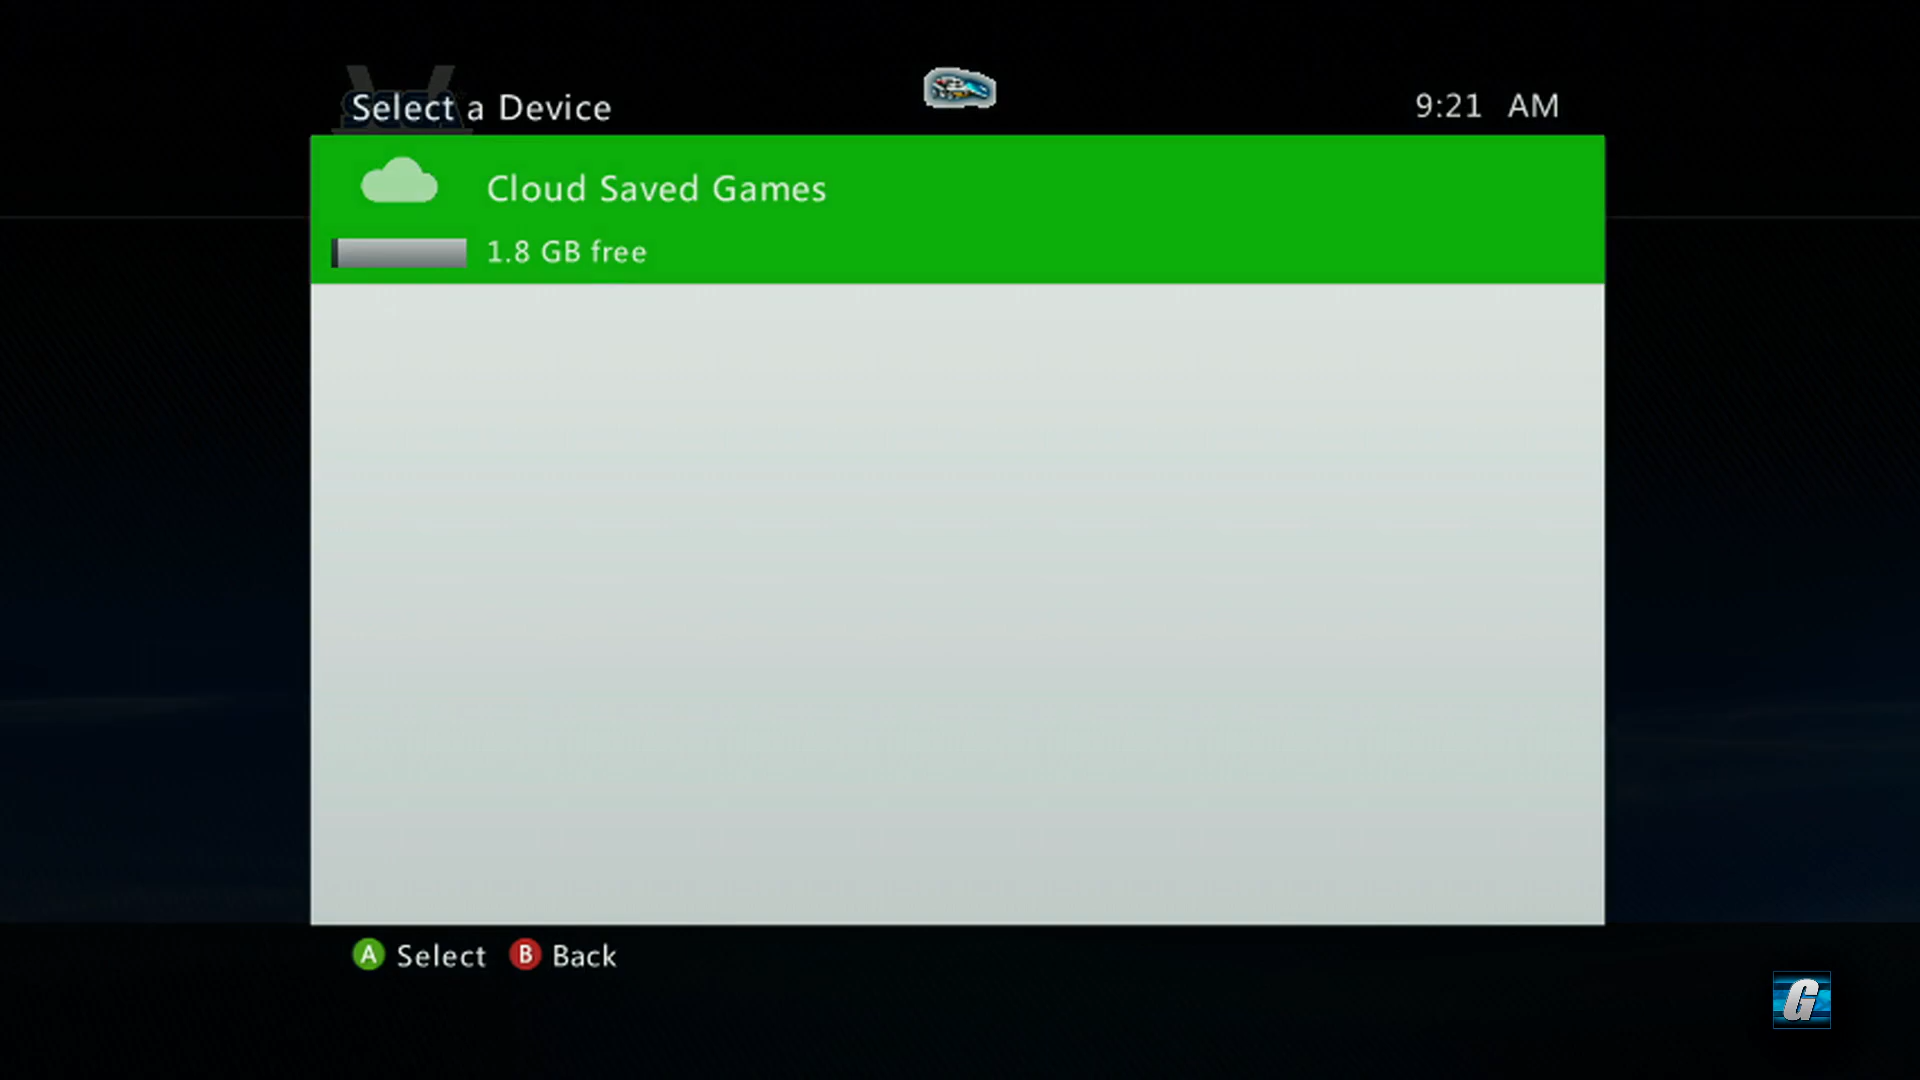 Select a Device
9:21 AM
Cloud Saved Games
1.8 GB free
A Select B Back
G